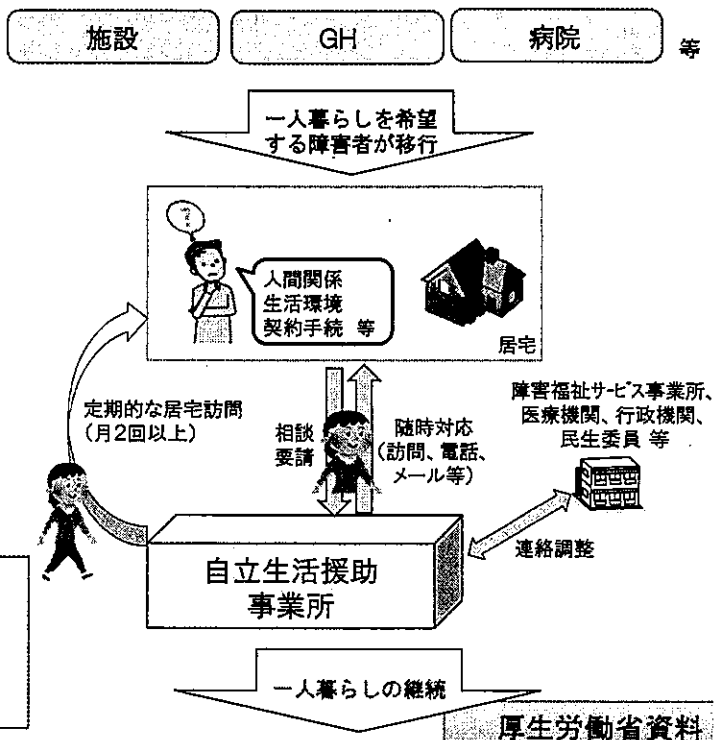 施設
GH
病院
等
一人暮らしを希望
する障害者が移行
?
人間関係
生活環境
契約手続 等
居宅
定期的な居宅訪問
(月2回以上)
相談
要請
随時対応
(訪問、電話、
メール等)
障害福祉サービス事業所、
医療機関、行政機関、
民生委員 等
連絡調整
自立生活援助
事業所
一人暮らしの継続
厚生労働省資料